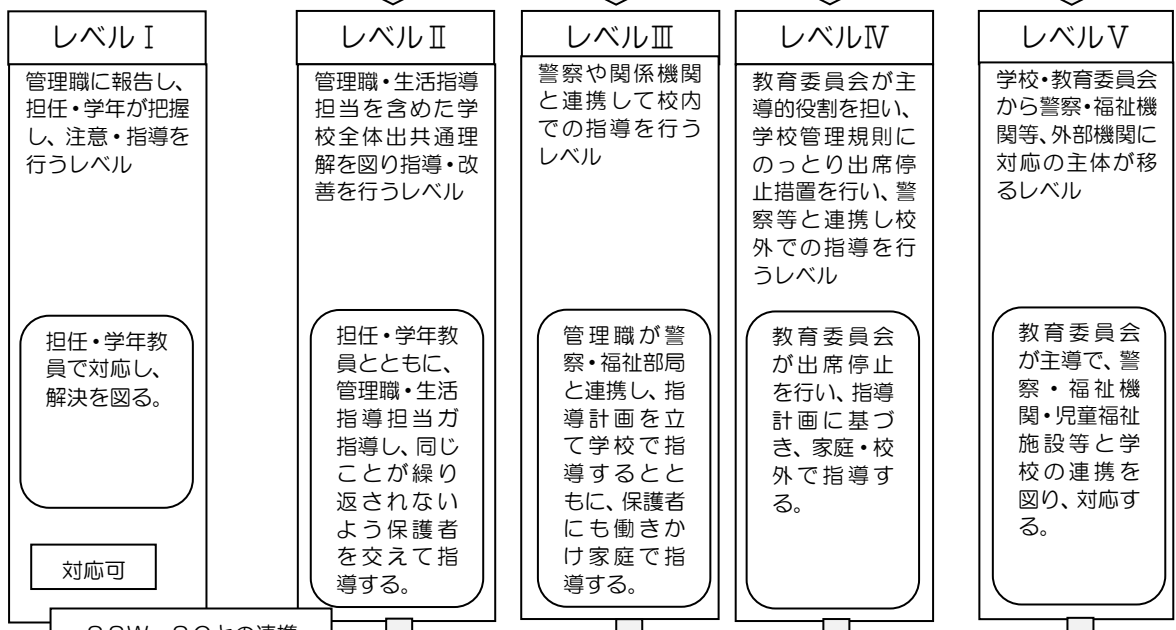 レベルⅠ
管理職に報告し、
担任・学年が把握
し、注意・指導を
行うレベル
担任・学年教
員で対応し、
解決を図る。
対応可
レベルⅡ
管理職・生活指導
担当を含めた学
校全体出共通理
解を図り指導・改
善を行うレベル
担任・学年教
員とともに、
管理職・生活
指導担当ガ
指導し、同じ
ことが繰り
返されない
よう保護者
を交えて指
導する。
レベルⅢ
警察や関係機関
と連携して校内
での指導を行う
レベル
管理職が警
察・福祉部局
と連携し、指
導計画を立
て学校で指
導するとと
もに、保護者
にも働きか
け家庭で指
導する。
レベルⅣ
教育委員会が主
導的役割を担い、
学校管理規則に
のっとり出席停
止措置を行い、警
察等と連携し校
外での指導を行
うレベル
教育委員会
が出席停止
を行い、指導
計画に基づ
き、家庭・校
外で指導す
る。
レベルⅤ
学校・教育委員会
から警察・福祉機
関等、外部機関に
対応の主体が移
るレベル
教育委員会
が主導で、警
察・福祉機
関・児童福祉
施設等と学
校の連携を
図り、対応す
る。